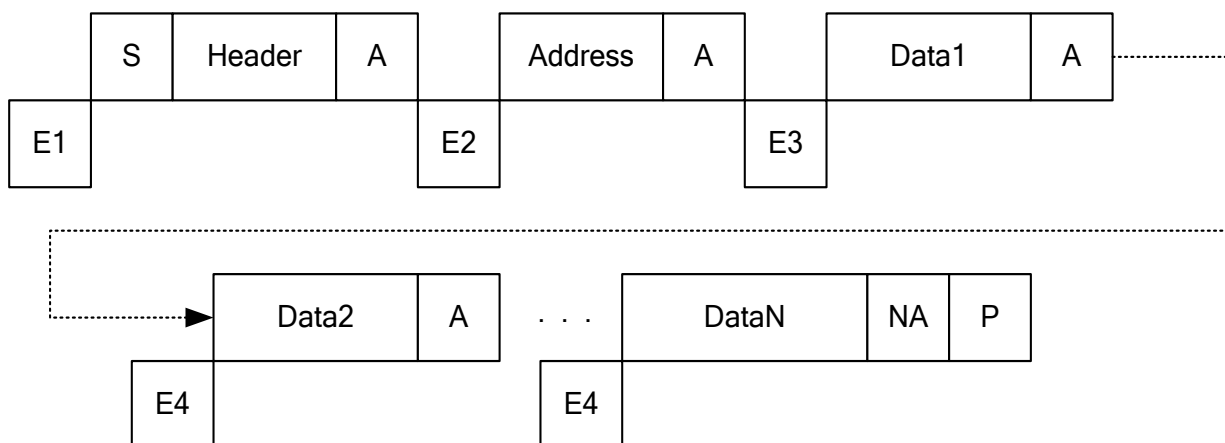 S Header A Address A Data1 A
E1 E2 E3
Data2 A . . . DataN NA P
E4 E4